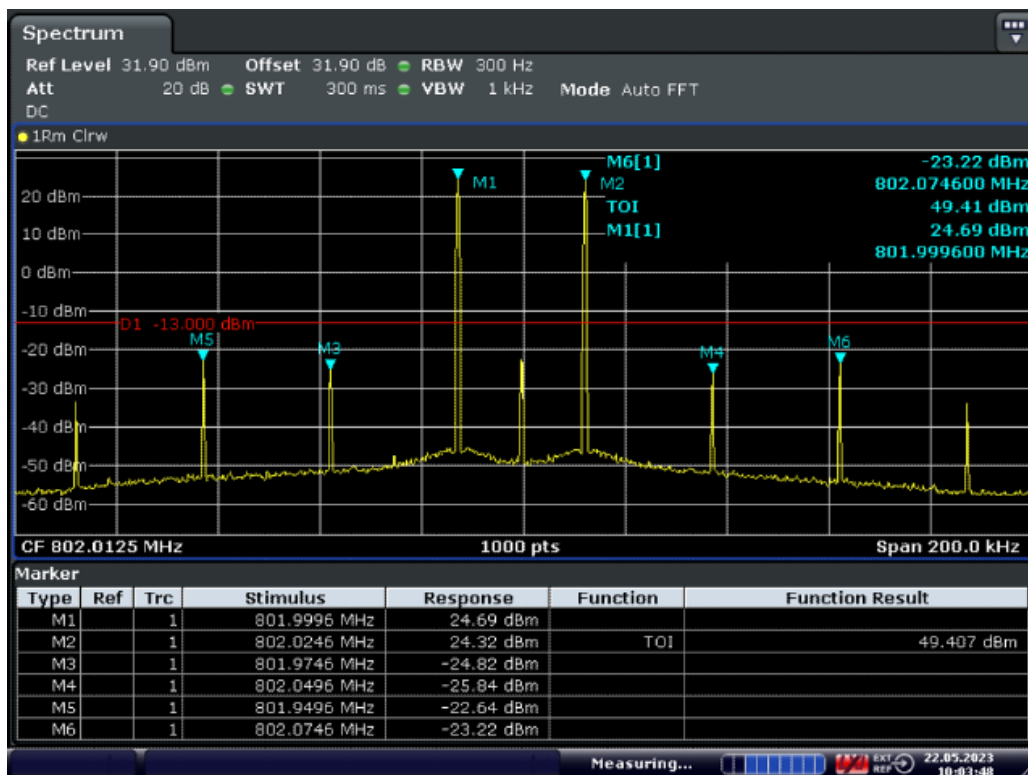 Spectrum
Ref Level 31.90 dBm Offset 31.90 dB RBW 300 Hz
Att 20 dB SWT 300 ms VBW 1 kHz Mode Auto FFT
DC
1Rm Clrw
M6[1] -23.22 dBm
M1 M2 802.074600 MHz
20 dBm TOI 49.41 dBm
10 dBm M1[1] 24.69 dBm
801.999600 MHz
0 dBm
-10 dBm
D1 -13.000 dBm
M5 M3 M4 M6
-20 dBm
-30 dBm
-40 dBm
-50 dBm
-60 dBm
CF 802.0125 MHz 1000 pts Span 200.0 kHz
Marker
Type Ref Trc Stimulus Response Function Function Result
M1 1 801.9996 MHz 24.69 dBm
M2 1 802.0246 MHz 24.32 dBm TOI 49.407 dBm
M3 1 801.9746 MHz -24.82 dBm
M4 1 802.0496 MHz -25.84 dBm
M5 1 801.9496 MHz -22.64 dBm
M6 1 802.0746 MHz -23.22 dBm
Measuring... EXT REF 22.05.2023
10:03:48